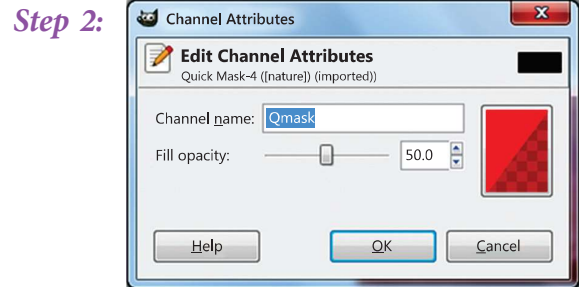 Step 2:
Channel Attributes
Edit Channel Attributes
Quick Mask-4 ([nature]) (imported))
Channel name: Qmask
Fill opacity: 50.0
Help OK Cancel